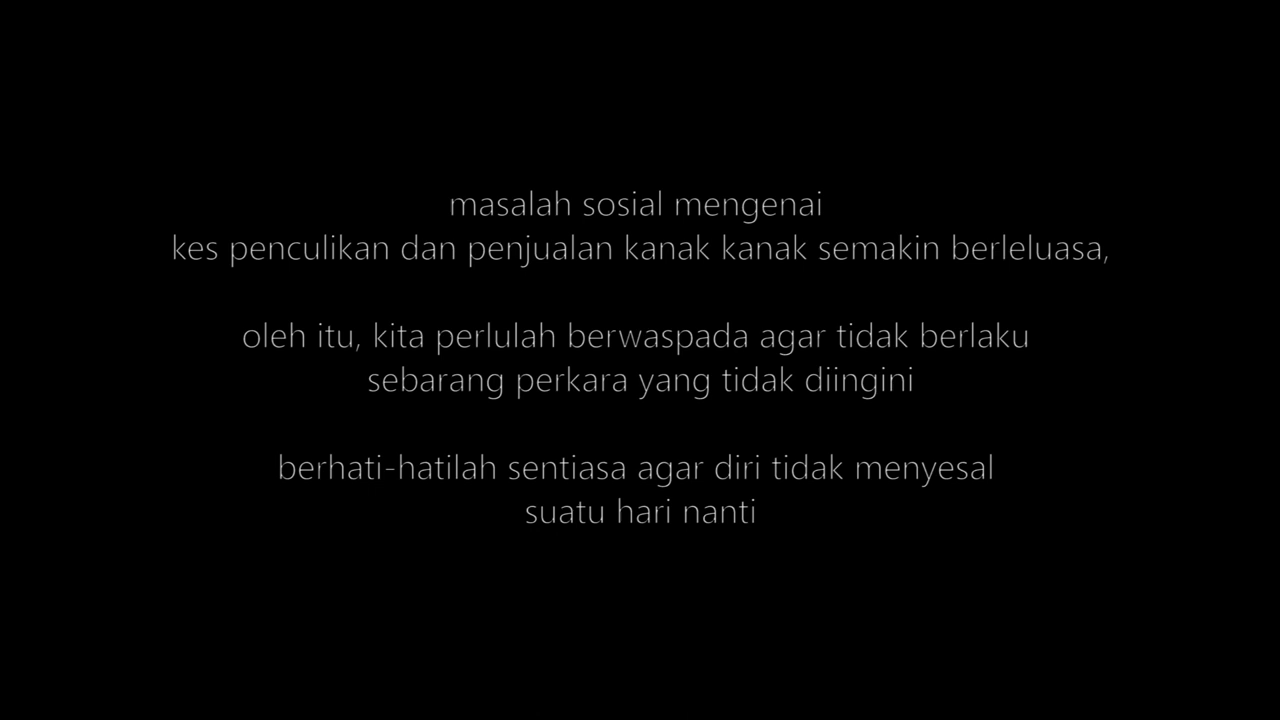 masalah sosial mengenai
kes penculikan dan penjualan kanak kanak semakin berleluasa,
oleh itu, kita perlulah berwaspada agar tidak berlaku
sebarang perkara yang tidak diingini
berhati-hatilah sentiasa agar diri tidak menyesal
suatu hari nanti